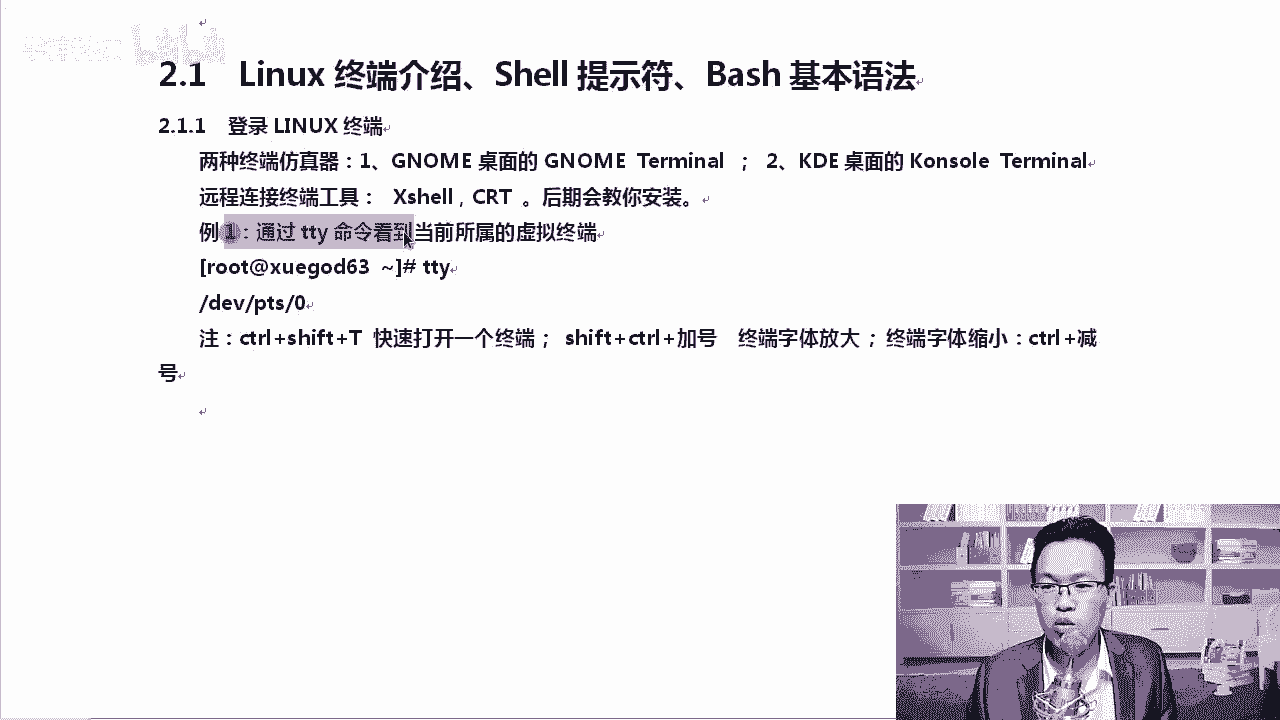 2.1 Linux 终端介绍、Shell 提示符、Bash 基本语法
2.1.1 登录 LINUX 终端
两种终端仿真器：1、GNOME 桌面的 GNOME Terminal ； 2、KDE 桌面的 Konsole Terminal
远程连接终端工具： Xshell，CRT 。后期会教你安装。
例 1：通过 tty 命令看到当前所属的虚拟终端
[root@xuegod63 ~]# tty
/dev/pts/0
注：ctrl+shift+T 快速打开一个终端； shift+ctrl+加号 终端字体放大 ；终端字体缩小：ctrl+减
号